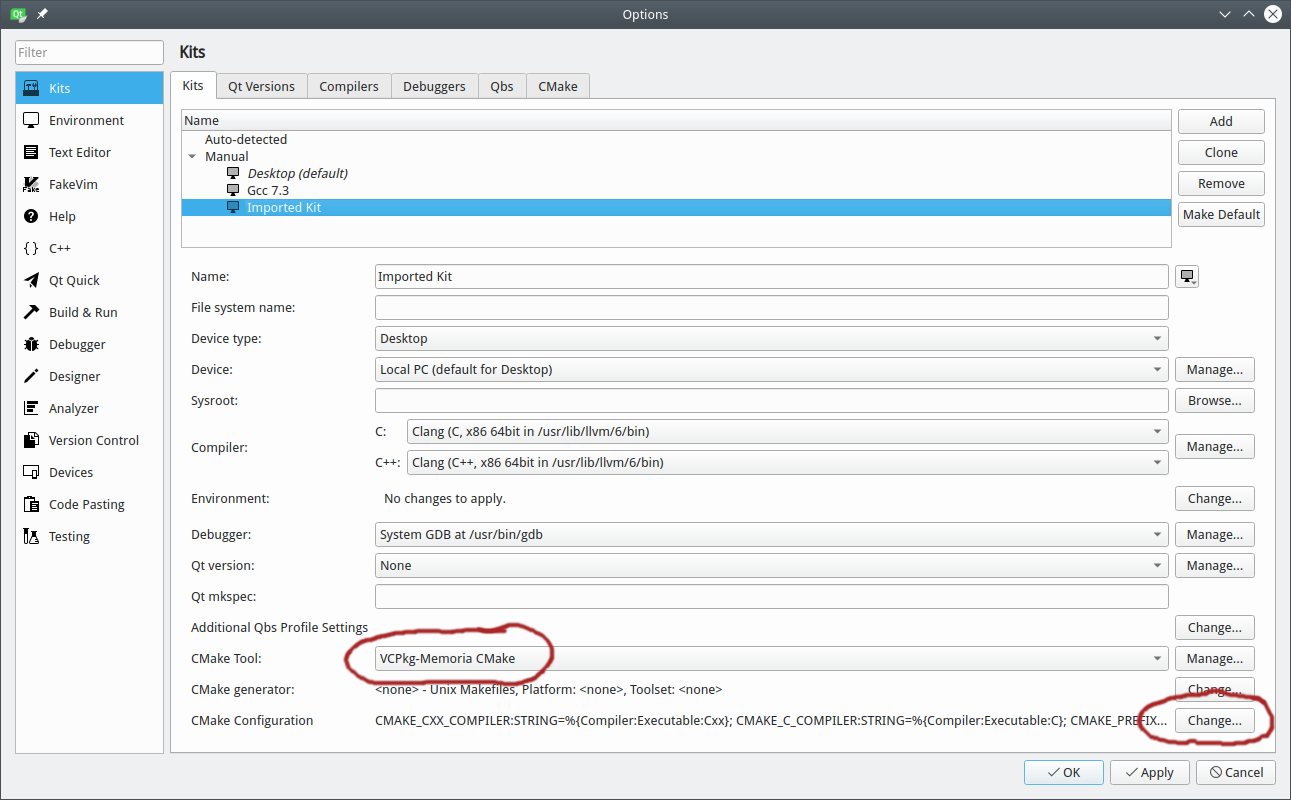 Qt Options
Filter
Kits
Environment
Text Editor
FakeVim
Help
C++
Qt Quick
Build & Run
Debugger
Designer
Analyzer
Version Control
Devices
Code Pasting
Testing
Kits
Kits Qt Versions Compilers Debuggers Qbs CMake
Name
Auto-detected
Manual
Desktop (default)
Gcc 7.3
Imported Kit
Add
Clone
Remove
Make Default
Name: Imported Kit
File system name:
Device type: Desktop
Device: Local PC (default for Desktop) Manage...
Sysroot: Browse...
Compiler: C: Clang (C, x86 64bit in /usr/lib/llvm/6/bin)
C++: Clang (C++, x86 64bit in /usr/lib/llvm/6/bin) Manage...
Environment: No changes to apply. Change...
Debugger: System GDB at /usr/bin/gdb Manage...
Qt version: None Manage...
Qt mkspec:
Additional Qbs Profile Settings Change...
CMake Tool: VCPkg-Memoria CMake Manage...
CMake generator: <none> - Unix Makefiles, Platform: <none>, Toolset: <none> Change...
CMake Configuration CMAKE_CXX_COMPILER:STRING=%{Compiler:Executable:Cxx}; CMAKE_C_COMPILER:STRING=%{Compiler:Executable:C}; CMAKE_PREFIX... Change...
OK Apply Cancel